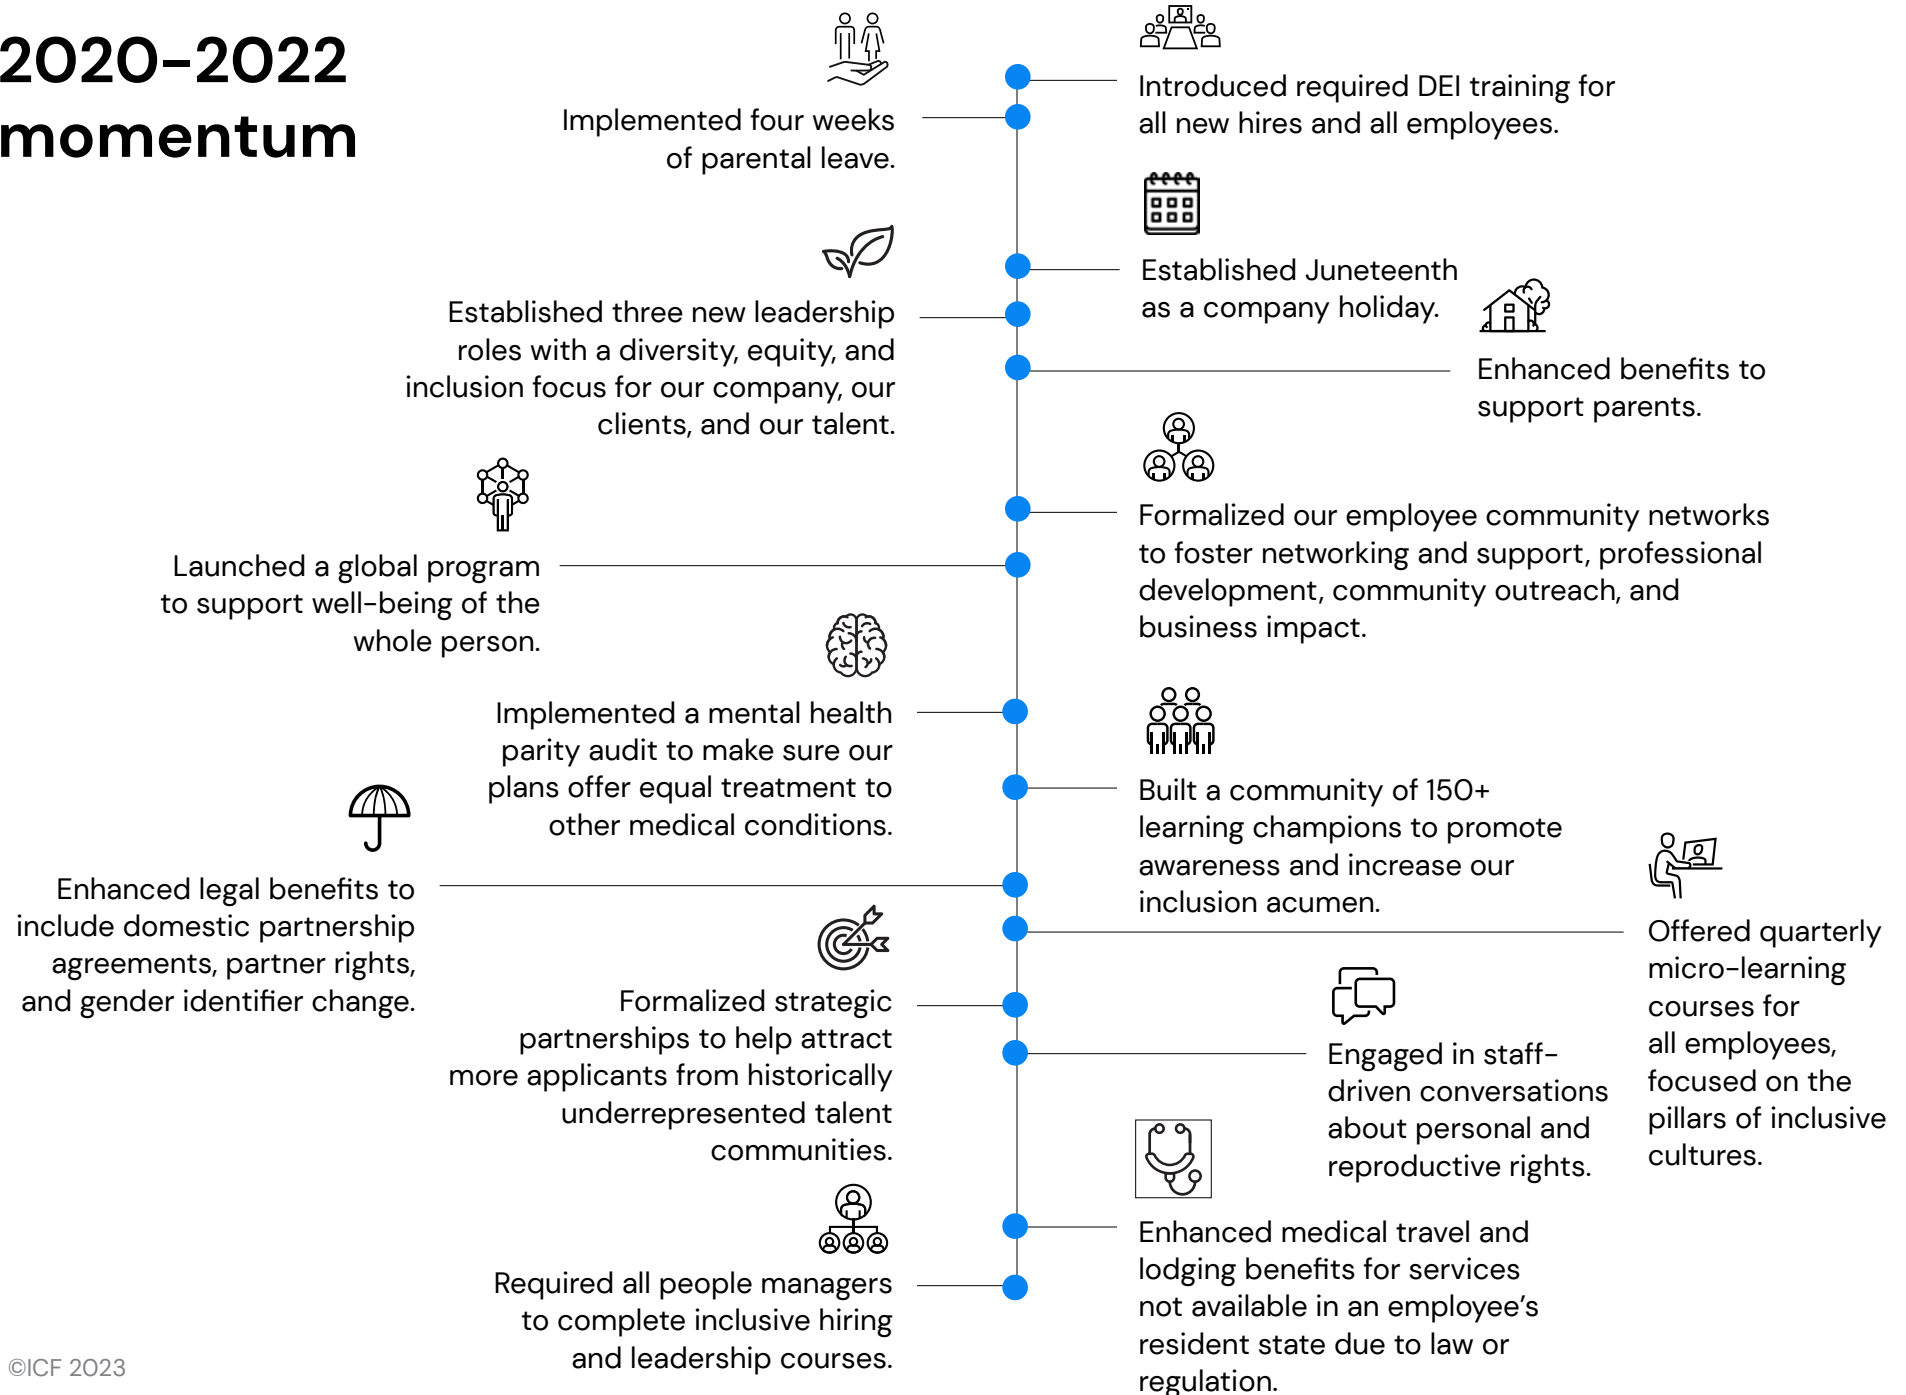 2020-2022
momentum
Introduced required DEI training for
all new hires and all employees.
Implemented four weeks
of parental leave.
Established Juneteenth
as a company holiday.
Established three new leadership
roles with a diversity, equity, and
inclusion focus for our company, our
clients, and our talent.
Enhanced benefits to
support parents.
Formalized our employee community networks
to foster networking and support, professional
development, community outreach, and
business impact.
Launched a global program
to support well-being of the
whole person.
Implemented a mental health
parity audit to make sure our
plans offer equal treatment to
other medical conditions.
Built a community of 150+
learning champions to promote
awareness and increase our
inclusion acumen.
Enhanced legal benefits to
include domestic partnership
agreements, partner rights,
and gender identifier change.
Offered quarterly
micro-learning
courses for
all employees,
focused on the
pillars of inclusive
cultures.
Formalized strategic
partnerships to help attract
more applicants from historically
underrepresented talent
communities.
Engaged in staff-
driven conversations
about personal and
reproductive rights.
Enhanced medical travel and
lodging benefits for services
not available in an employee’s
resident state due to law or
regulation.
Required all people managers
to complete inclusive hiring
and leadership courses.
©ICF 2023